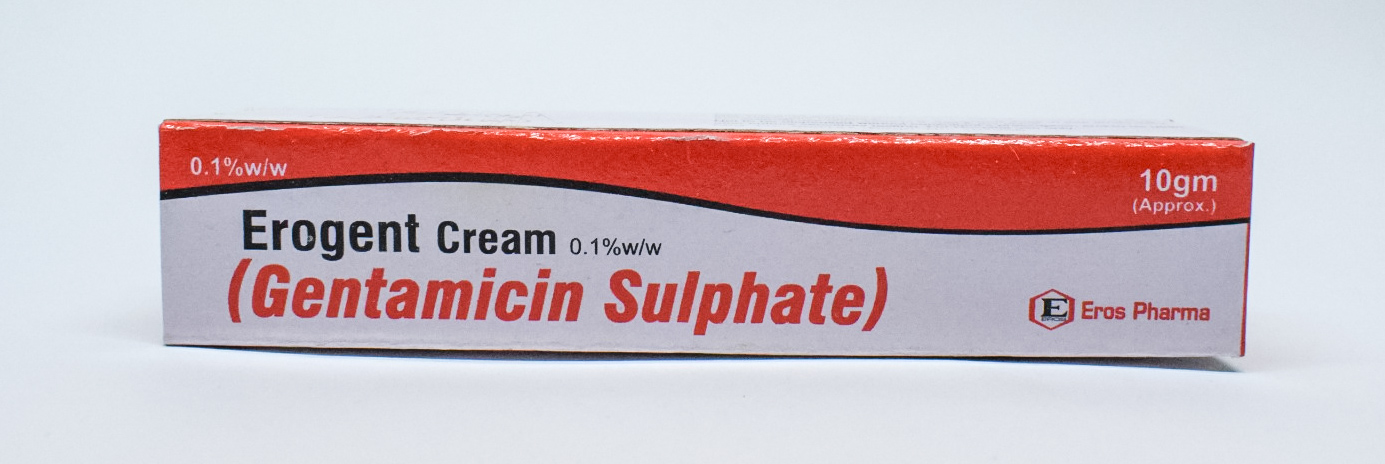 0.1%w/w
10gm
(Approx.)
Erogent Cream 0.1%w/w
(Gentamicin Sulphate)
E Eros Pharma